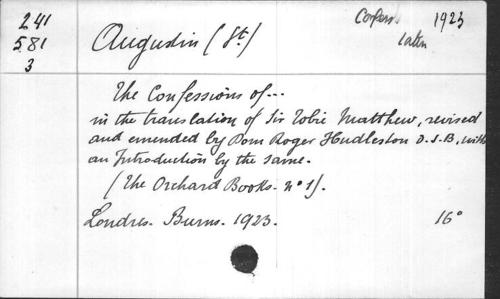 241
581
3
Augustin (St)
Confess. 1923
Latin
The Confessions of...
in the translation of Sir Tobie Matthew, revised
and emended by Dom Roger Hudleston O.S.B., with
an Introduction by the same.
(The Orchard Books. n° 1).
Londres. Burns. 1923. 16°